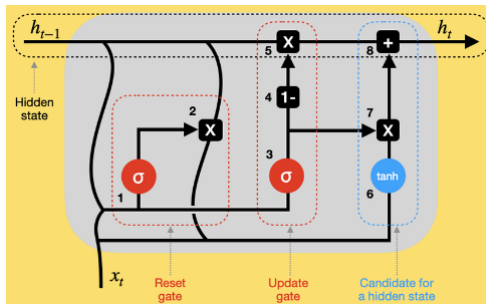 h_{t-1}
h_t
5
X
8
+
Hidden
state
4
1-
2
X
7
X
3
1
σ
σ
tanh
6
x_t
Reset
gate
Update
gate
Candidate for
a hidden state